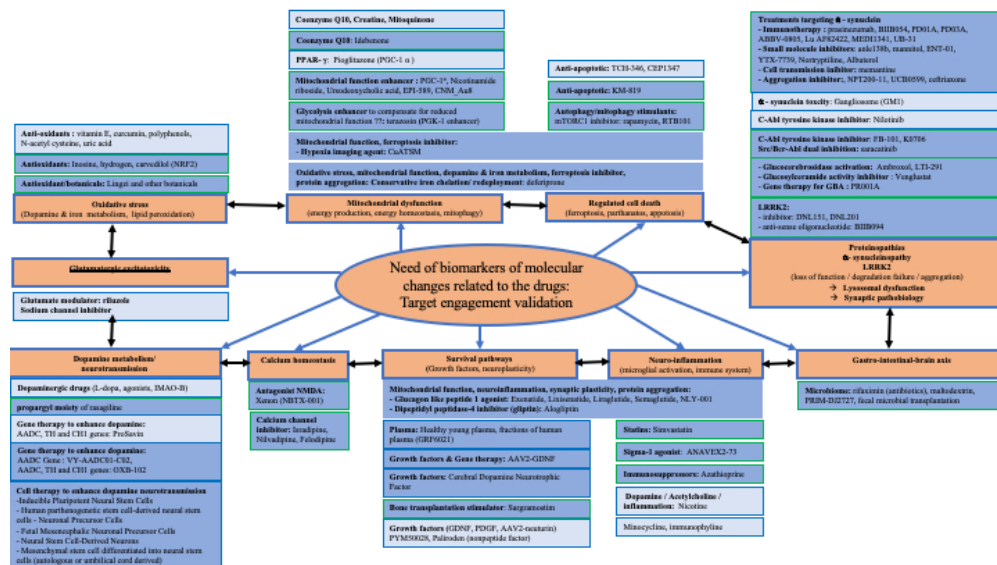 Coenzyme Q10, Creatine, Mitoquinone
Coenzyme Q10: Idebenone
PPAR- γ: Pioglitazone (PGC-1 α)
Mitochondrial function enhancer : PGC-1*, Nicotinamide
riboside, Ursodeoxycholic acid, EPI-589, CNM_Au8
Glycolysis enhancer to compensate for reduced
mitochondrial function ??: terazosin (PGK-1 enhancer)
Mitochondrial function, ferroptosis inhibitor:
- Hypoxia imaging agent: CuATSM
Oxidative stress, mitochondrial function, dopamine & iron metabolism, ferroptosis inhibitor,
protein aggregation: Conservative iron chelation/ redeployment: deferiprone
Anti-apoptotic: TCH-346, CEP1347
Anti-apoptotic: KM-819
Autophagy/mitophagy stimulants:
mTORC1 inhibitor: rapamycin, RTB101
Treatments targeting α- synuclein
- Immunotherapy : prasinezumab, BIIB054, PD01A, PD03A,
ABBV-0805, Lu AF82422, MEDI1341, UB-31
- Small molecule inhibitors: anle138b, mannitol, ENT-01,
YTX-7739, Nortryptiline, Albuterol
- Cell transmission inhibitor: memantine
- Aggregation inhibitor:, NPT200-11, UCB0599, ceftriaxone
α- synuclein toxcity: Gangliosome (GM1)
C-Abl tyrosine kinase inhibitor: Nilotinib
C-Abl tyrosine kinase inhibitor: FB-101, K0706
Src/Bcr-Abl dual inhibition: saracatinib
- Glucocerebrosidase activation: Ambroxol, LTI-291
- Glucosylceramide activity inhibitor : Venglustat
- Gene therapy for GBA : PR001A
LRRK2:
- inhibitor: DNL151, DNL201
- anti-sense oligonucleotide: BIIB094
Anti-oxidants : vitamin E, curcumin, polyphenols,
N-acetyl cysteine, uric acid
Antioxidants: Inosine, hydrogen, carvedilol (NRF2)
Antioxidant/botanicals: Lingzi and other botanicals
Oxidative stress
(Dopamine & iron metabolism, lipid peroxidation)
Mitochondrial dysfunction
(energy production, energy homeostasis, mitophagy)
Regulated cell death
(ferroptosis, parthanatos, apoptosis)
Proteinopathies
α- synucleinopathy
LRRK2
(loss of function / degradation failure / aggregation)
→ Lysosomal dysfunction
→ Synaptic pathobiology
Glutamatergic excitotoxicity
Glutamate modulator: riluzole
Sodium channel inhibitor
Need of biomarkers of molecular
changes related to the drugs:
Target engagement validation
Dopamine metabolism/
neurotransmission
Calcium homeostasis
Survival pathways
(Growth factors, neuroplasticity)
Neuro-inflammation
(microglial activation, immune system)
Gastro-intestinal-brain axis
Dopaminergic drugs (L-dopa, agonists, IMAO-B)
propargyl moiety of rasagiline
Gene therapy to enhance dopamine:
AADC, TH and CH1 genes: ProSavin
Gene therapy to enhance dopamine:
AADC Gene : VY-AADC01-C02,
AADC, TH and CH1 genes: OXB-102
Cell therapy to enhance dopamine neurotransmission
-Inducible Pluripotent Neural Stem Cells
- Human parthenogenetic stem cell-derived neural stem
cells - Neuronal Precursor Cells
- Fetal Mesencephalic Neuronal Precursor Cells
- Neural Stem Cell-Derived Neurons
- Mesenchymal stem cell differentiated into neural stem
cells (autologous or umbilical cord derived)
Antagonist NMDA:
Xenon (NBTX-001)
Calcium channel
inhibitor: Isradipine,
Nilvadipine, Felodipine
Mitochondrial function, neuroinflammation, synaptic plasticity, protein aggregation:
- Glucagon like peptide 1 agonist: Exenatide, Lixisenatide, Liraglutide, Semaglutide, NLY-001
- Dipeptidyl peptidase-4 inhibitor (gliptin): Alogliptin
Plasma: Healthy young plasma, fractions of
human plasma (GRF6021)
Growth factors & Gene therapy: AAV2-GDNF
Growth factors: Cerebral Dopamine Neurotrophic
Factor
Bone transplantation stimulator: Sargramostim
Growth factors (GDNF, PDGF, AAV2-neurturin)
PYM50028, Paliroden (nonpeptide factor)
Statins: Simvastatin
Sigma-1 agonist: ANAVEX2-73
Immunosuppressors: Azathioprine
Dopamine / Acetylcholine /
inflammation: Nicotine
Minocycline, immunophyline
Microbiome: rifaximin (antibiotics), maltodextrin,
PRIM-DJ2727, fecal microbial transplantation